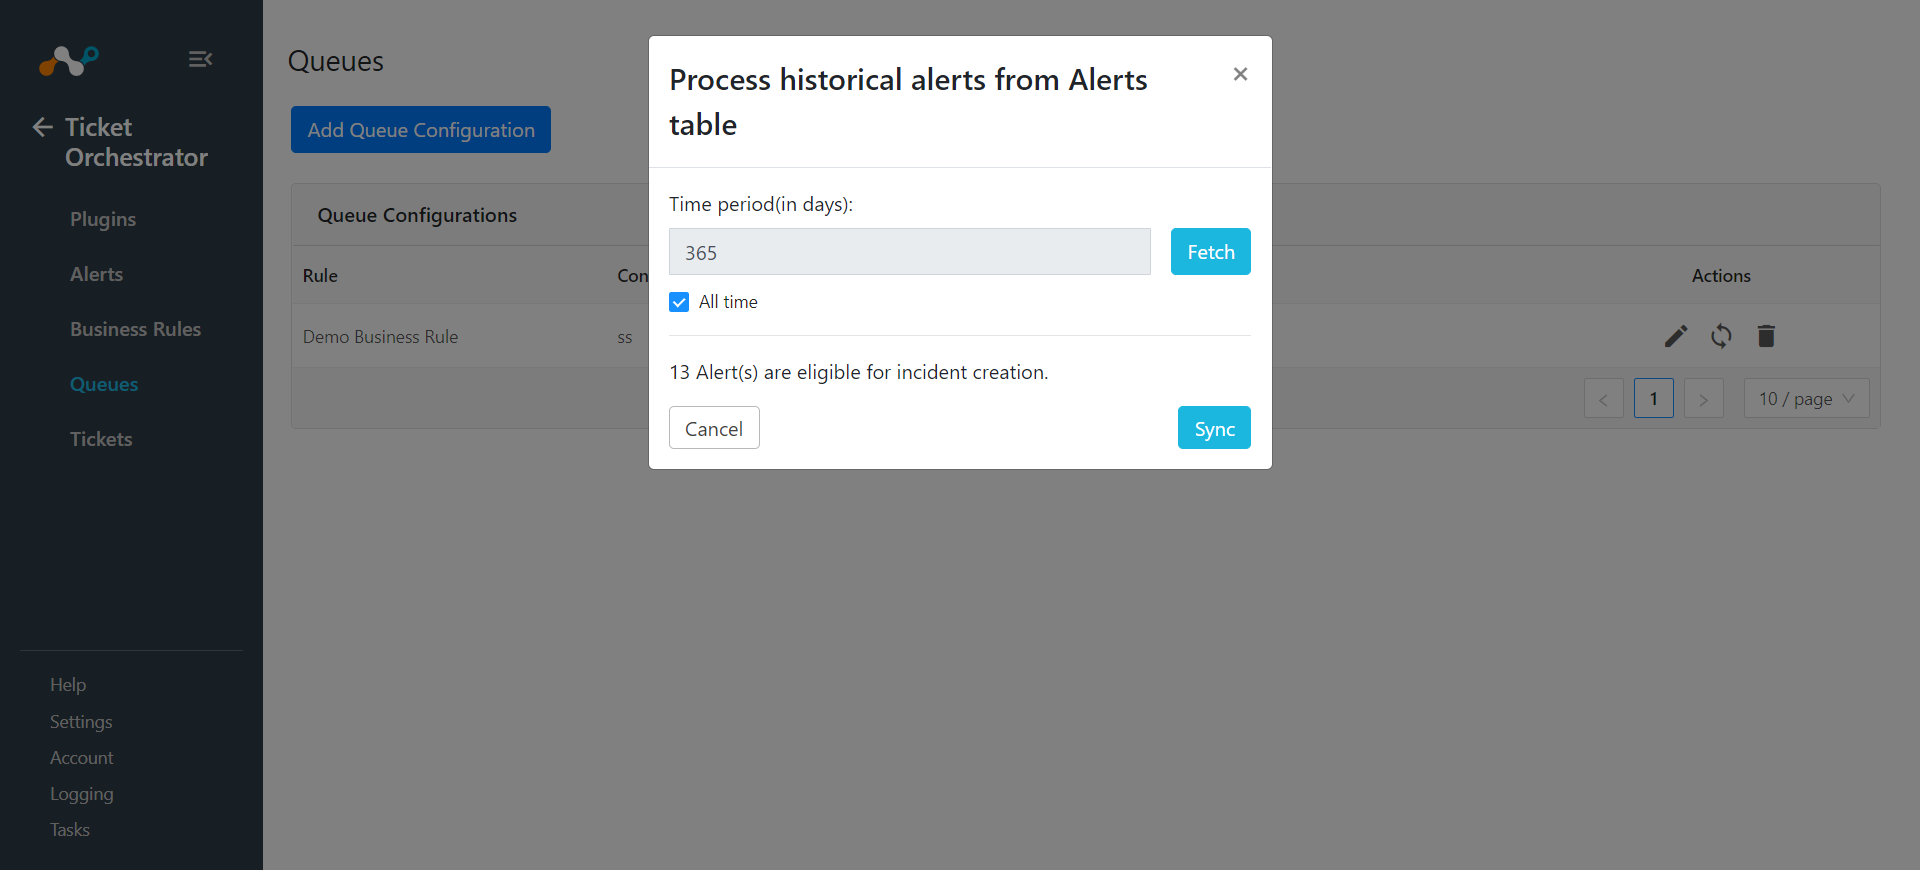 Ticket
Orchestrator
Plugins
Alerts
Business Rules
Queues
Tickets
Help
Settings
Account
Logging
Tasks
Queues
Add Queue Configuration
Queue Configurations
Rule Con Actions
Demo Business Rule ss
1 10 / page
Process historical alerts from Alerts
table
Time period(in days):
365 Fetch
All time
13 Alert(s) are eligible for incident creation.
Cancel Sync